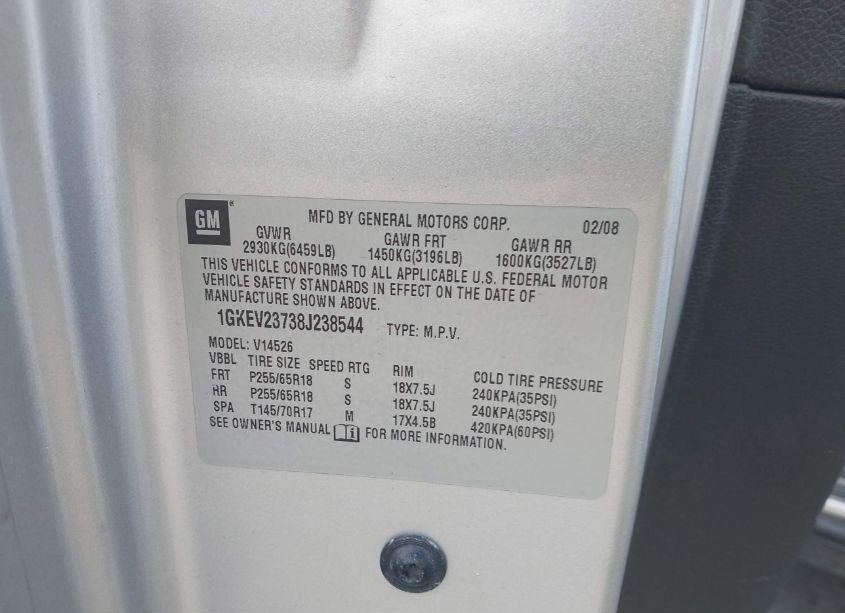 GM
MFD BY GENERAL MOTORS CORP. 02/08
GVWR GAWR FRT GAWR RR
2930KG(6459LB) 1450KG(3196LB) 1600KG(3527LB)
THIS VEHICLE CONFORMS TO ALL APPLICABLE U.S. FEDERAL MOTOR
VEHICLE SAFETY STANDARDS IN EFFECT ON THE DATE OF
MANUFACTURE SHOWN ABOVE.
1GKEV23738J238544 TYPE: M.P.V.
MODEL: V14526
VBBL TIRE SIZE SPEED RTG RIM COLD TIRE PRESSURE
FRT P255/65R18 S 18X7.5J 240KPA(35PSI)
RR P255/65R18 S 18X7.5J 240KPA(35PSI)
SPA T145/70R17 M 17X4.5B 420KPA(60PSI)
SEE OWNER'S MANUAL i FOR MORE INFORMATION.